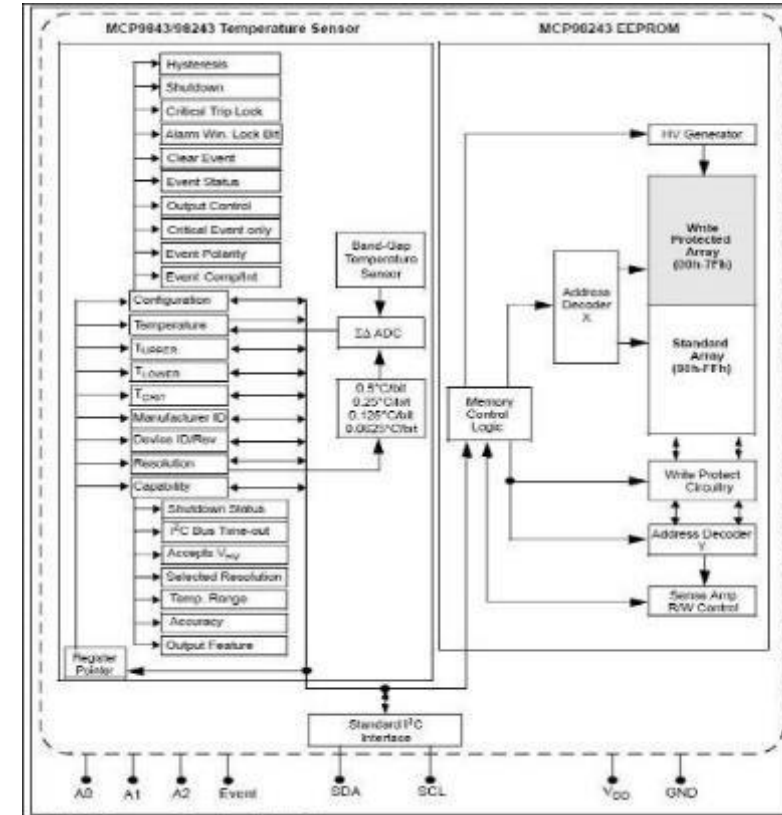 MCP9843/98243 Temperature Sensor
MCP98243 EEPROM
Hysteresis
Shutdown
Critical Trip Lock
Alarm Win. Lock Bit
Clear Event
Event Status
Output Control
Critical Event only
Event Polarity
Event Comp/Int
Configuration
Temperature
TUPPER
TLOWER
TCRIT
Manufacturer ID
Device ID/Rev
Resolution
Capability
Shutdown Status
I²C Bus Time-out
Accepts VHV
Selected Resolution
Temp. Range
Accuracy
Output Feature
Register
Pointer
Band-Gap
Temperature
Sensor
ΣΔ ADC
0.5°C/bit
0.25°C/bit
0.125°C/bit
0.0625°C/bit
Standard I²C
Interface
HV Generator
Write
Protected
Array
(00h-7Fh)
Address
Decoder
X
Standard
Array
(80h-FFh)
Memory
Control
Logic
Write Protect
Circuitry
Address Decoder
Y
Sense Amp
R/W Control
A0 A1 A2 Event SDA SCL VDD GND